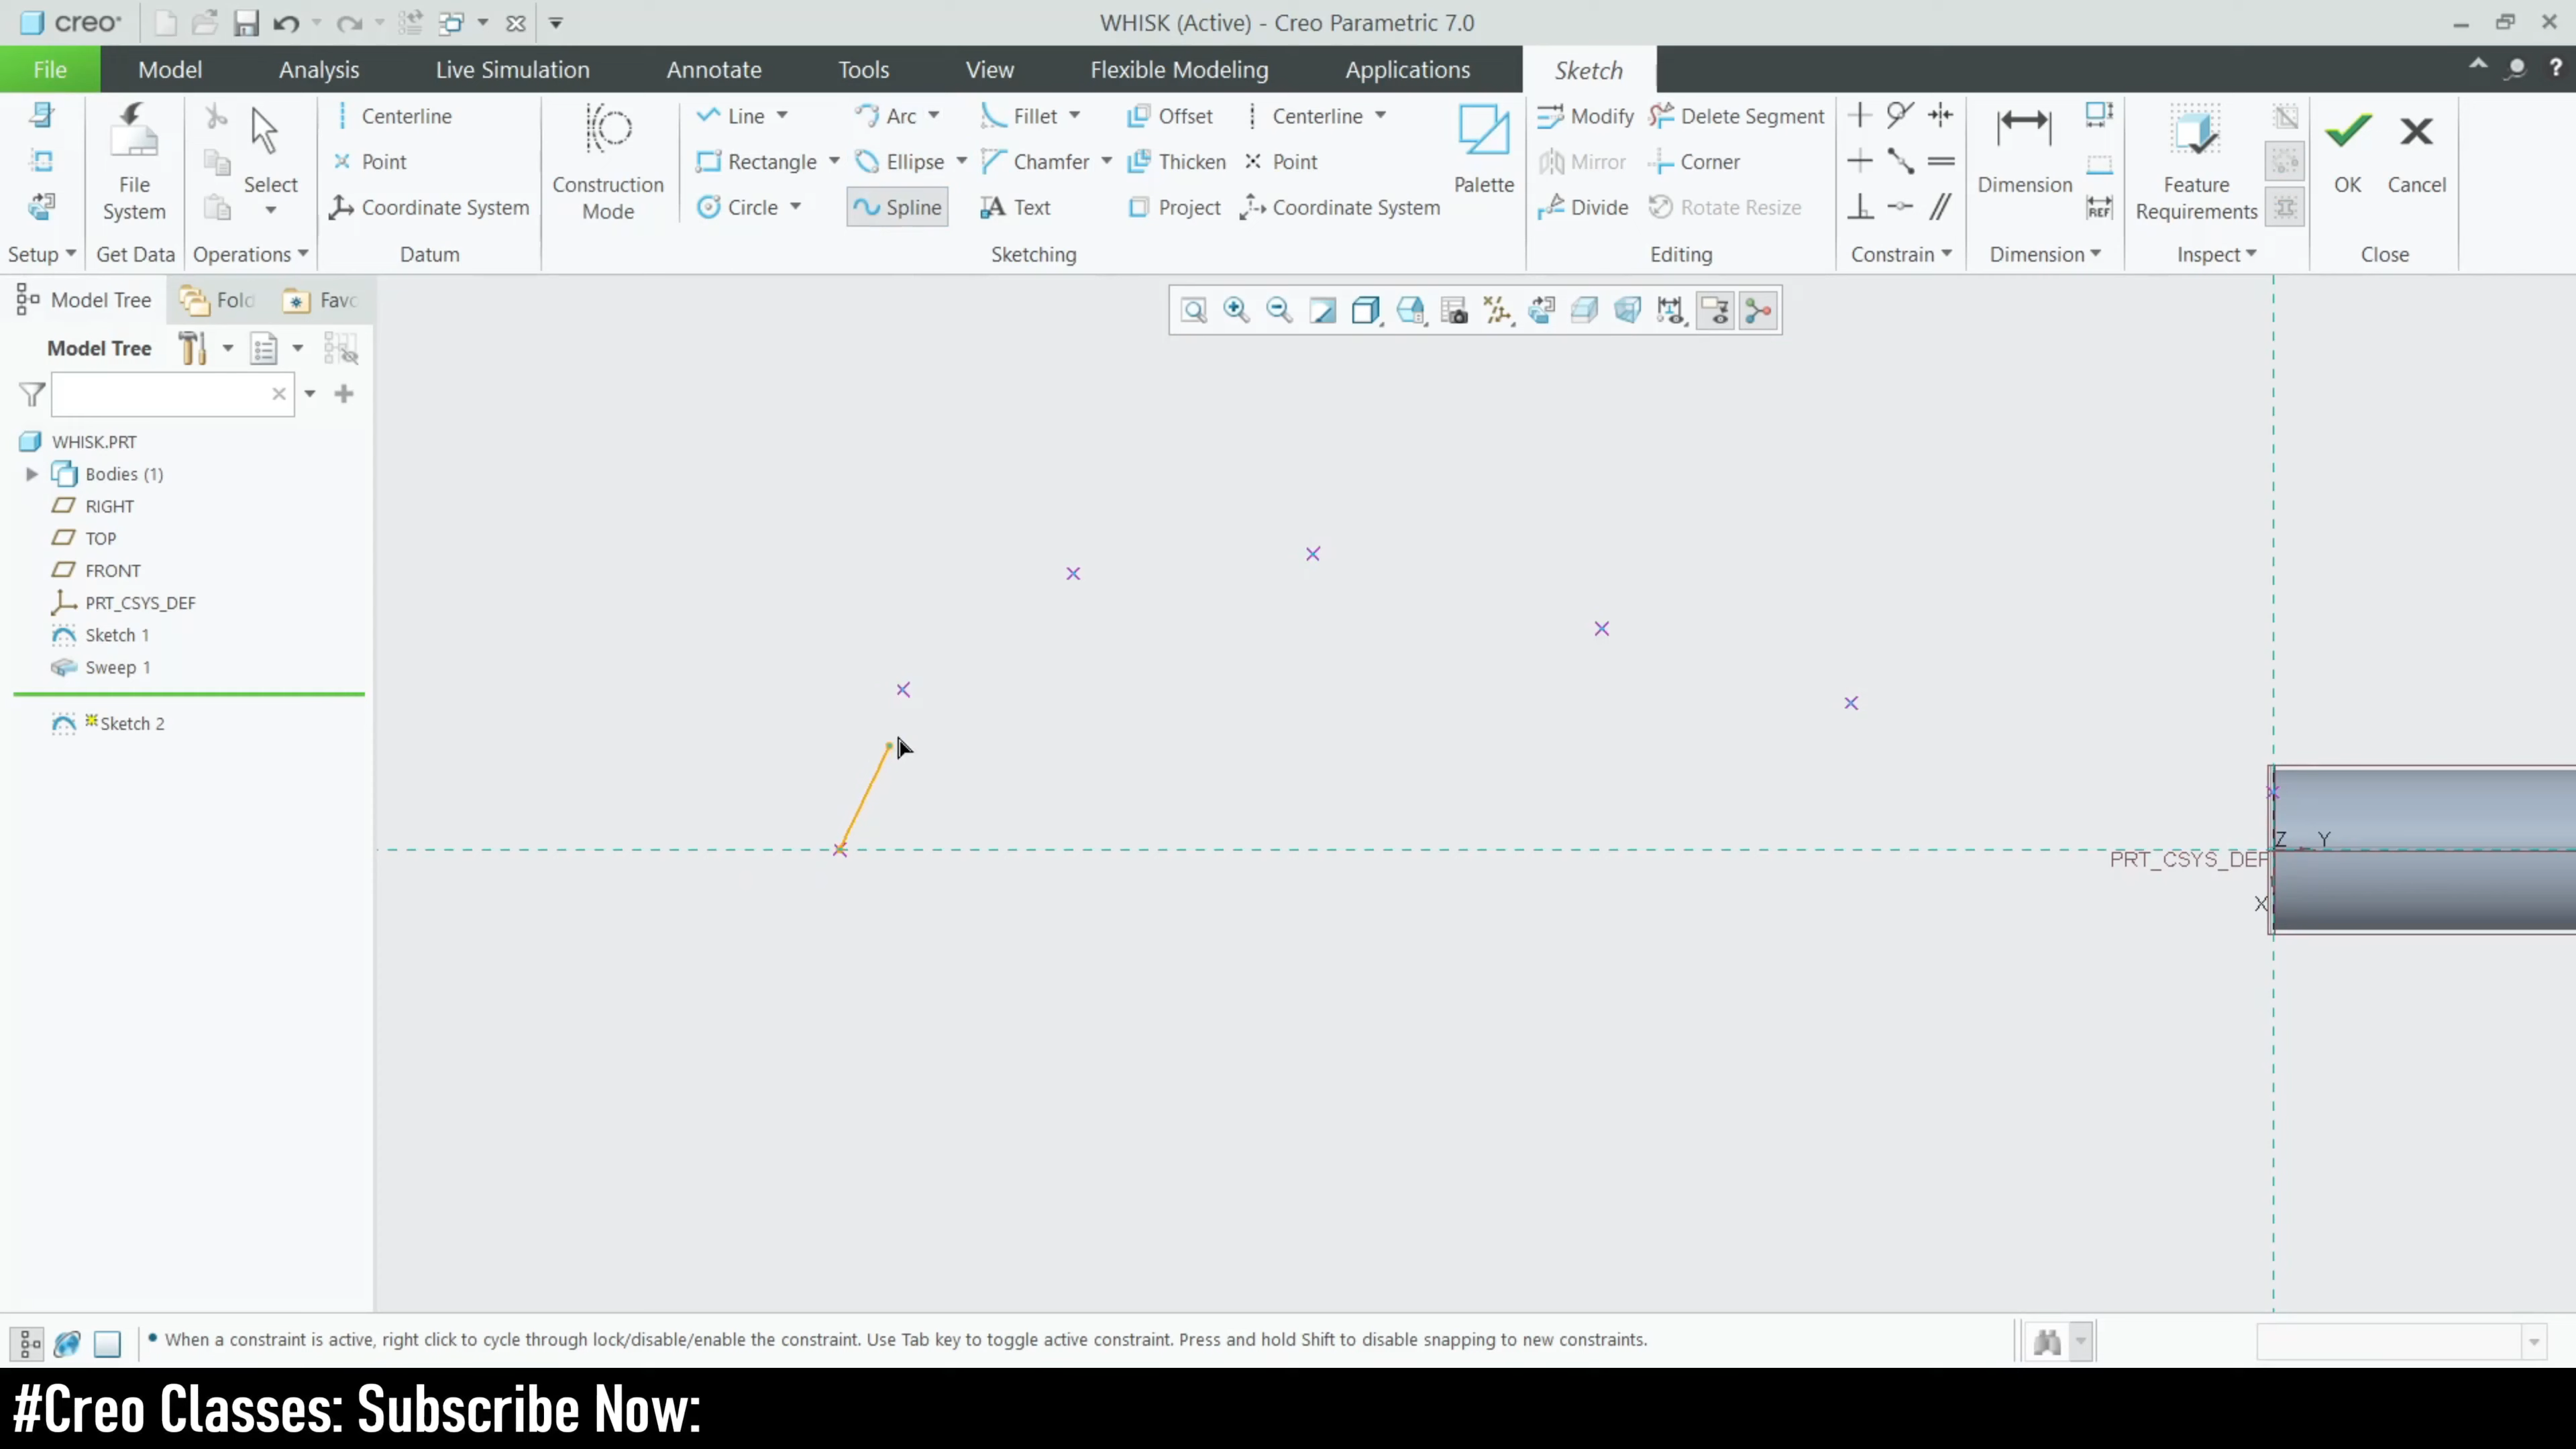 creo
WHISK (Active) - Creo Parametric 7.0
File Model Analysis Live Simulation Annotate Tools View Flexible Modeling Applications Sketch
Centerline Line Arc Fillet Offset Centerline Modify Delete Segment
Point Rectangle Ellipse Chamfer Thicken Point Mirror Corner
File System Select Construction Mode Palette Dimension Feature Requirements OK Cancel
Coordinate System Circle Spline Text Project Coordinate System Divide Rotate Resize
REF
Setup Get Data Operations Datum Sketching Editing Constrain Dimension Inspect Close
Model Tree Fold Favo
Model Tree
WHISK.PRT
Bodies (1)
RIGHT
TOP
FRONT
PRT_CSYS_DEF
Sketch 1
Sweep 1
Sketch 2
Z Y
PRT_CSYS_DEF
X
When a constraint is active, right click to cycle through lock/disable/enable the constraint. Use Tab key to toggle active constraint. Press and hold Shift to disable snapping to new constraints.
#Creo Classes: Subscribe Now: